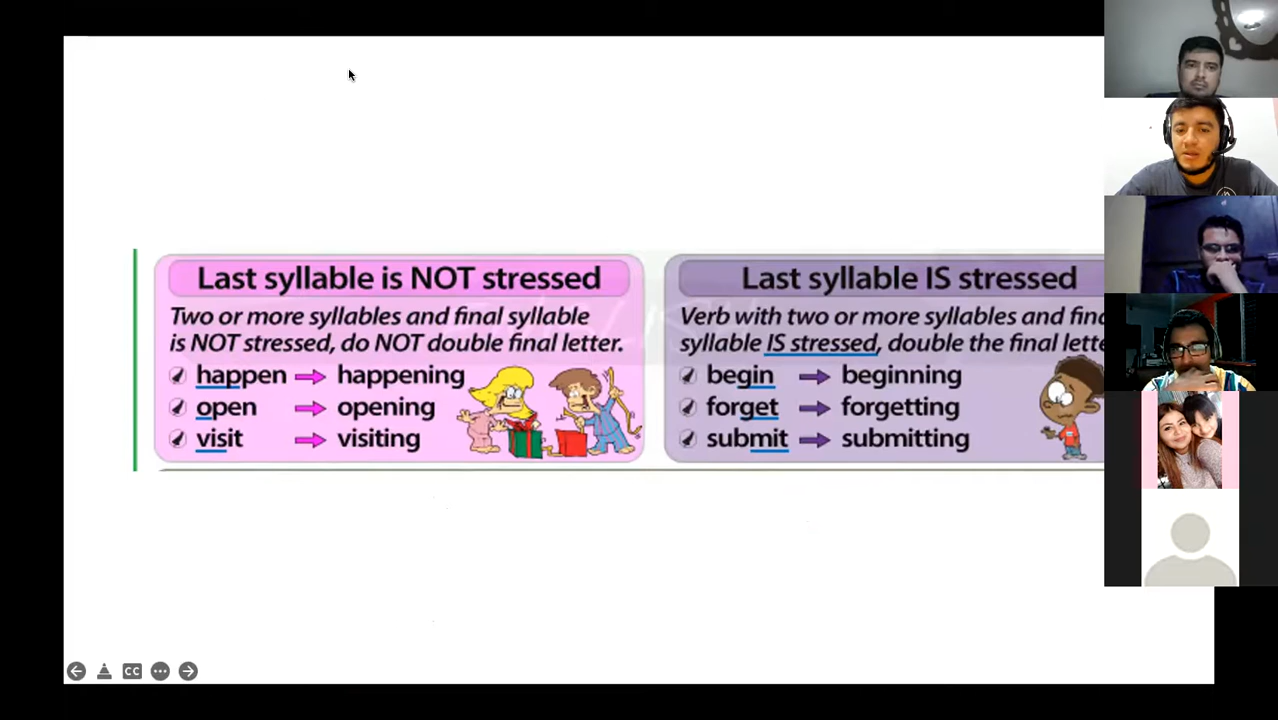 Last syllable is NOT stressed
Two or more syllables and final syllable
is NOT stressed, do NOT double final letter.
happen happening
open opening
visit visiting
Last syllable IS stressed
Verb with two or more syllables and fina
syllable IS stressed, double the final lette
begin beginning
forget forgetting
submit submitting
CC